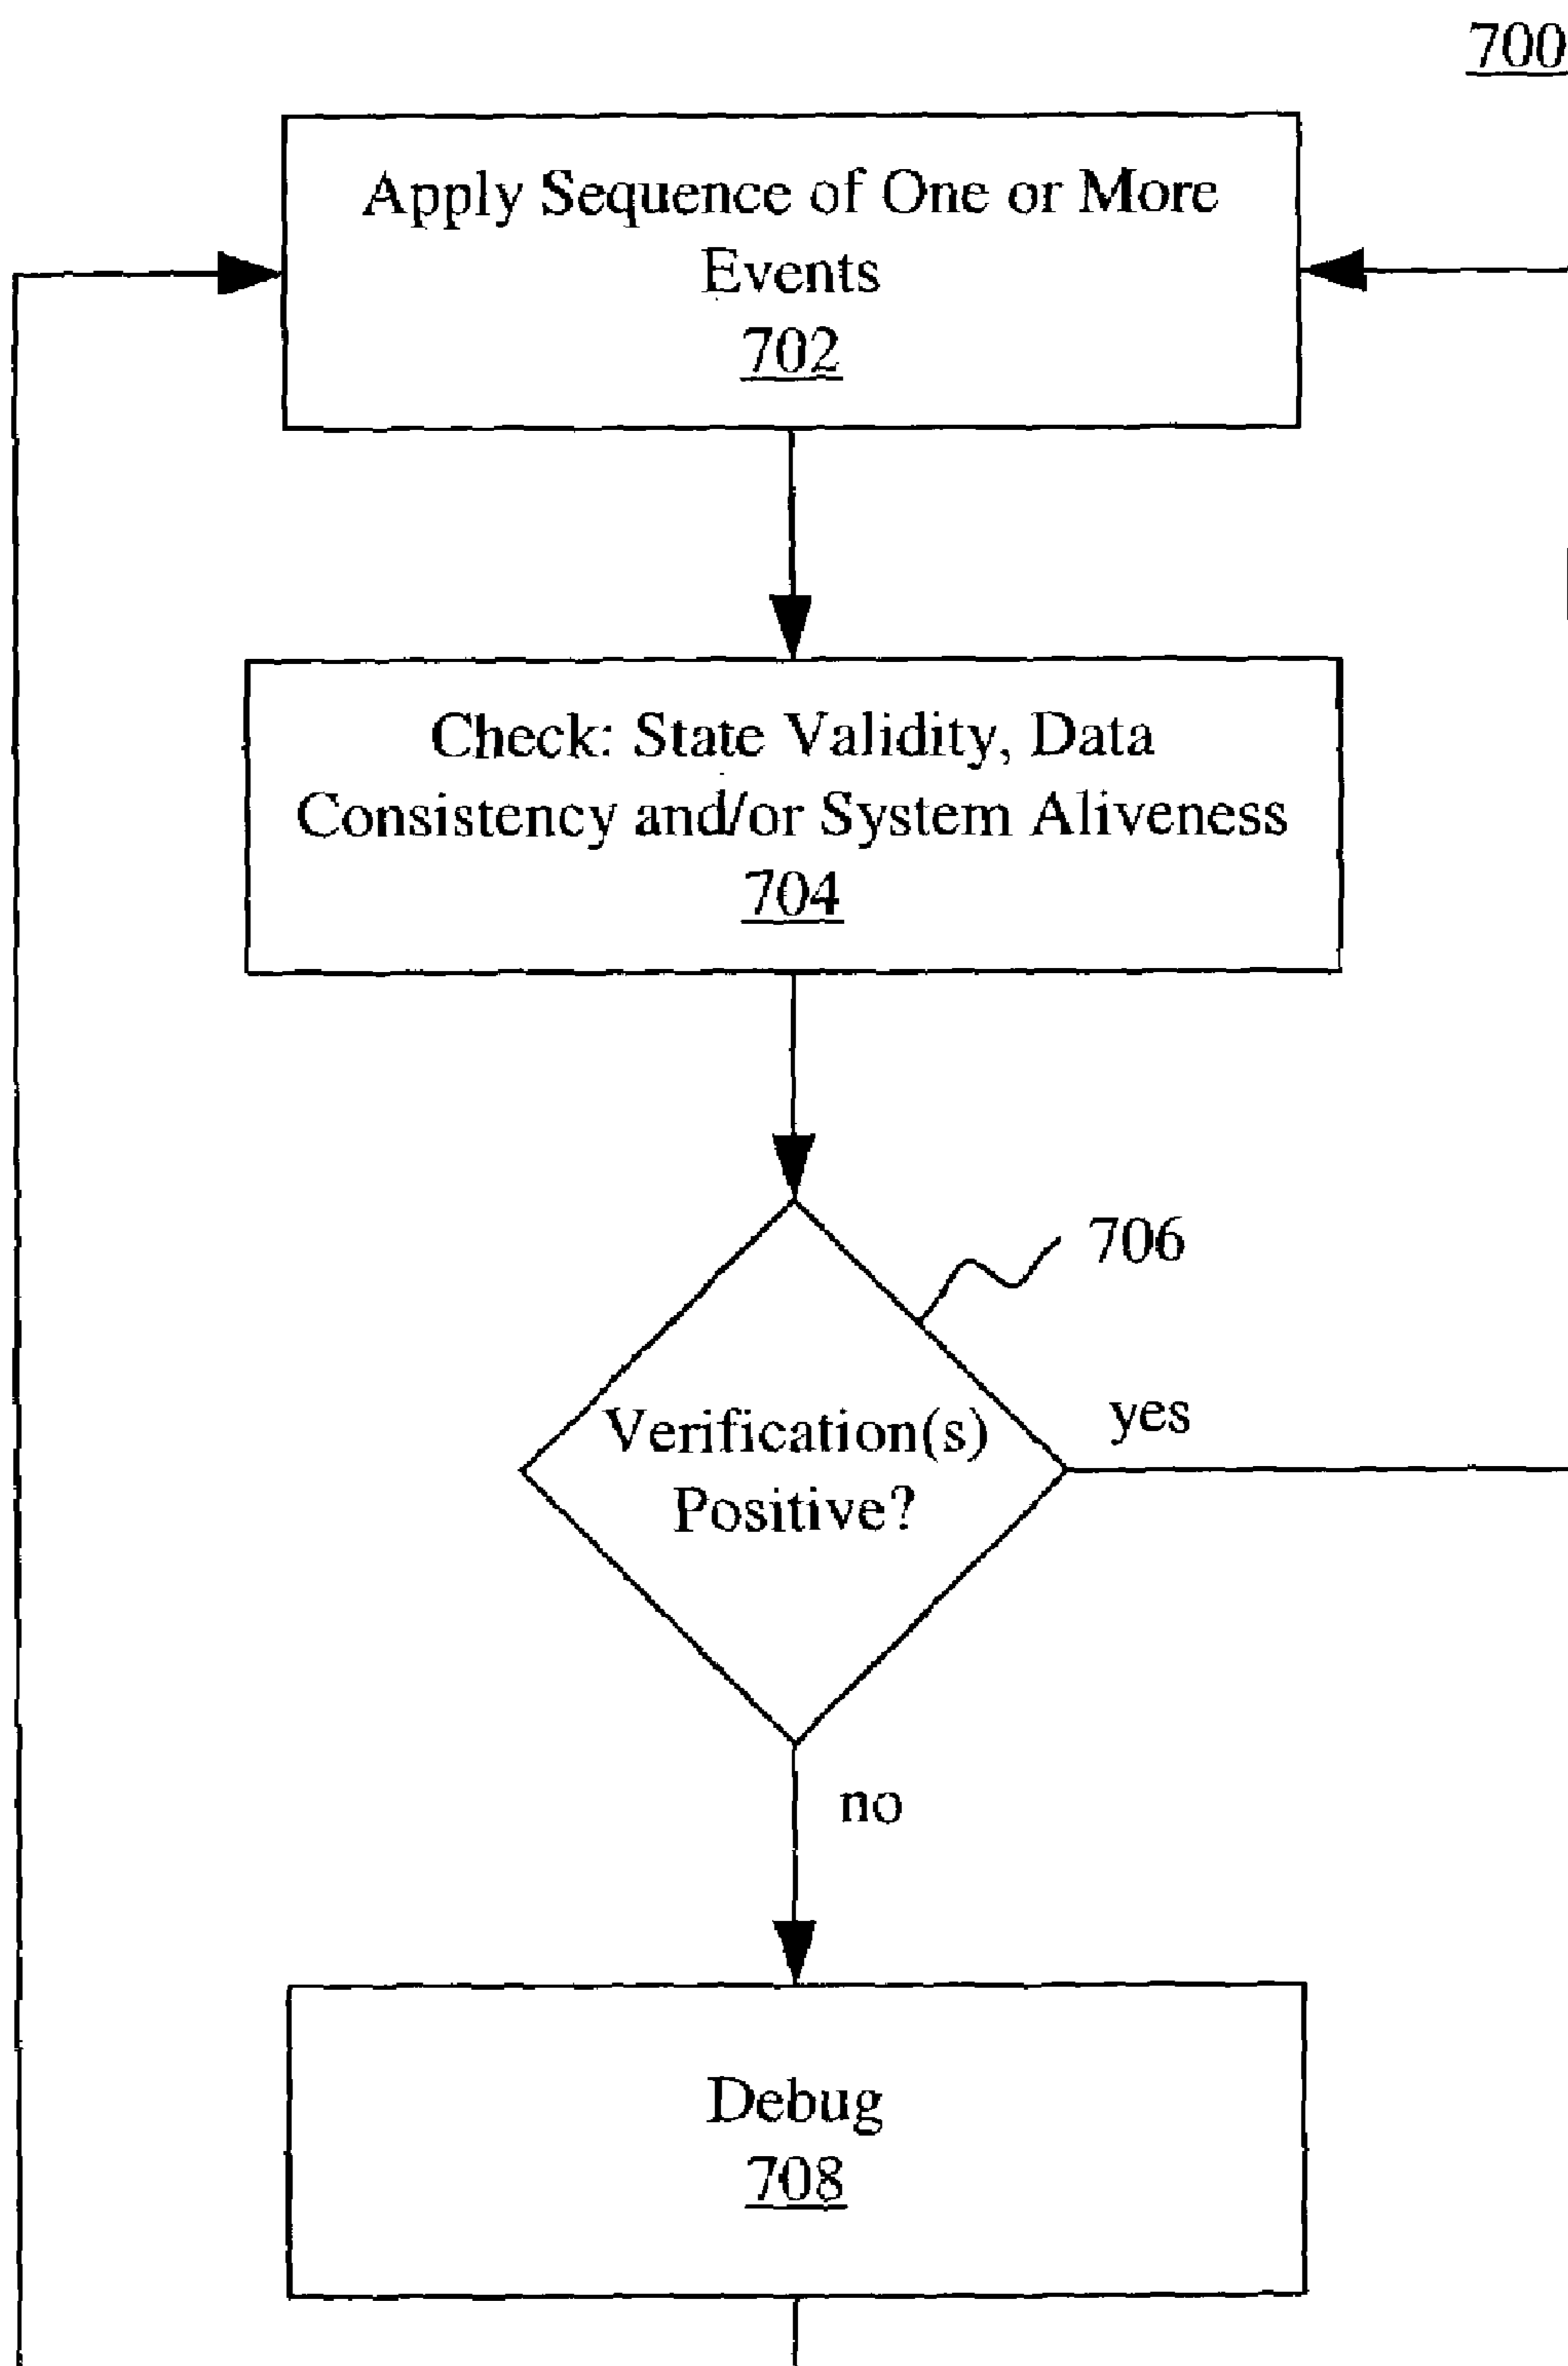 700
Apply Sequence of One or More
Events
702
Check: State Validity, Data
Consistency and/or System Aliveness
704
706
yes
Verification(s)
Positive?
no
Debug
708